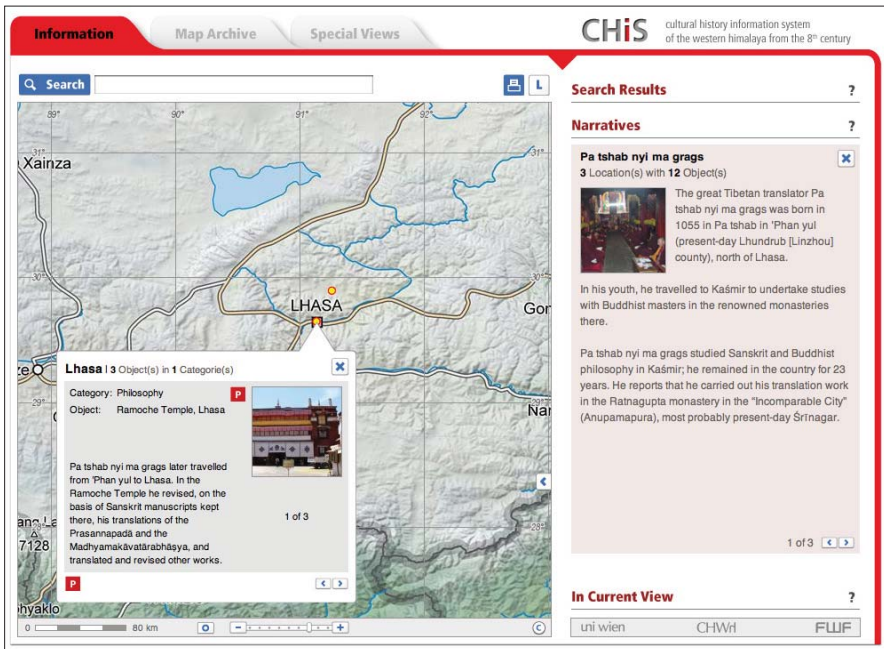 Information
Map Archive
Special Views
CHiS
cultural history information system
of the western himalaya from the 8th century
Search
L
89°
90°
91°
92°
31°
31°
Xainza
30°
30°
LHASA
Gon
zeO
29°
29°
Nan
28°
28°
7128
hyaklo
Lhasa | 3 Object(s) in 1 Categorie(s)
Category: Philosophy
P
Object: Ramoche Temple, Lhasa
Pa tshab nyi ma grags later travelled
from 'Phan yul to Lhasa. In the
Ramoche Temple he revised, on the
basis of Sanskrit manuscripts kept
there, his translations of the
Prasannapadā and the
Madhyamakāvatārabhāṣya, and
translated and revised other works.
1 of 3
P
0 80 km
©
Search Results ?
Narratives ?
Pa tshab nyi ma grags
3 Location(s) with 12 Object(s)
The great Tibetan translator Pa
tshab nyi ma grags was born in
1055 in Pa tshab in 'Phan yul
(present-day Lhundrub [Linzhou]
county), north of Lhasa.
In his youth, he travelled to Kaśmir to undertake studies
with Buddhist masters in the renowned monasteries
there.
Pa tshab nyi ma grags studied Sanskrit and Buddhist
philosophy in Kaśmir; he remained in the country for 23
years. He reports that he carried out his translation work
in the Ratnagupta monastery in the "Incomparable City"
(Anupamapura), most probably present-day Śrīnagar.
1 of 3
In Current View ?
uni wien CHWH FWF